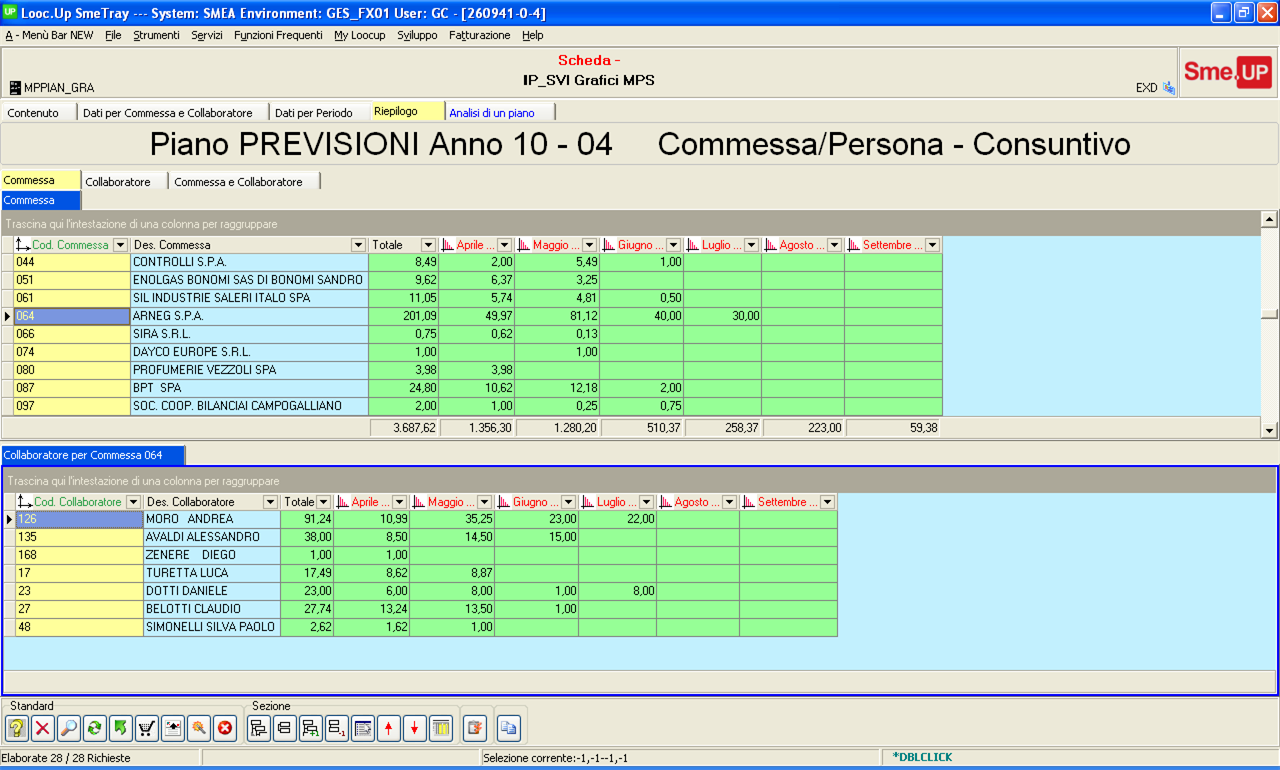 UP Looc.Up SmeTray --- System: SMEA Environment: GES_FX01 User: GC - [260941-0-4]
A - Menù Bar NEW File Strumenti Servizi Funzioni Frequenti My Loocup Sviluppo Fatturazione Help
Scheda -
IP_SVI Grafici MPS
MPPIAN_GRA
EXD
Sme.UP
Contenuto Dati per Commessa e Collaboratore Dati per Periodo Riepilogo Analisi di un piano
Piano PREVISIONI Anno 10 - 04 Commessa/Persona - Consuntivo
Commessa Collaboratore Commessa e Collaboratore
Commessa
Trascina qui l'intestazione di una colonna per raggruppare
Cod. Commessa Des. Commessa Totale Aprile ... Maggio ... Giugno ... Luglio ... Agosto ... Settembre ...
044 CONTROLLI S.P.A. 8,49 2,00 5,49 1,00
051 ENOLGAS BONOMI SAS DI BONOMI SANDRO 9,62 6,37 3,25
061 SIL INDUSTRIE SALERI ITALO SPA 11,05 5,74 4,81 0,50
064 ARNEG S.P.A. 201,09 49,97 81,12 40,00 30,00
066 SIRA S.R.L. 0,75 0,62 0,13
074 DAYCO EUROPE S.R.L. 1,00 1,00
080 PROFUMERIE VEZZOLI SPA 3,98 3,98
087 BPT SPA 24,80 10,62 12,18 2,00
097 SOC. COOP. BILANCIAI CAMPOGALLIANO 2,00 1,00 0,25 0,75
3.687,62 1.356,30 1.280,20 510,37 258,37 223,00 59,38
Collaboratore per Commessa 064
Trascina qui l'intestazione di una colonna per raggruppare
Cod. Collaboratore Des. Collaboratore Totale Aprile ... Maggio ... Giugno ... Luglio ... Agosto ... Settembre ...
126 MORO ANDREA 91,24 10,99 35,25 23,00 22,00
135 AVALDI ALESSANDRO 38,00 8,50 14,50 15,00
168 ZENERE DIEGO 1,00 1,00
17 TURETTA LUCA 17,49 8,62 8,87
23 DOTTI DANIELE 23,00 6,00 8,00 1,00 8,00
27 BELOTTI CLAUDIO 27,74 13,24 13,50 1,00
48 SIMONELLI SILVA PAOLO 2,62 1,62 1,00
Standard Sezione
Elaborate 28 / 28 Richieste Selezione corrente:-1,-1--1,-1 *DBLCLICK